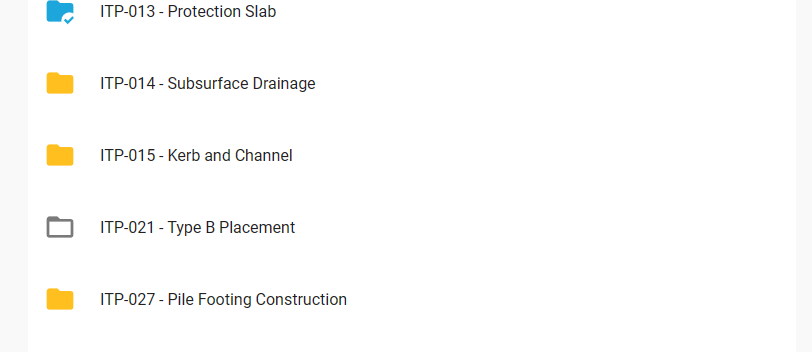 ITP-013 - Protection Slab
ITP-014 - Subsurface Drainage
ITP-015 - Kerb and Channel
ITP-021 - Type B Placement
ITP-027 - Pile Footing Construction